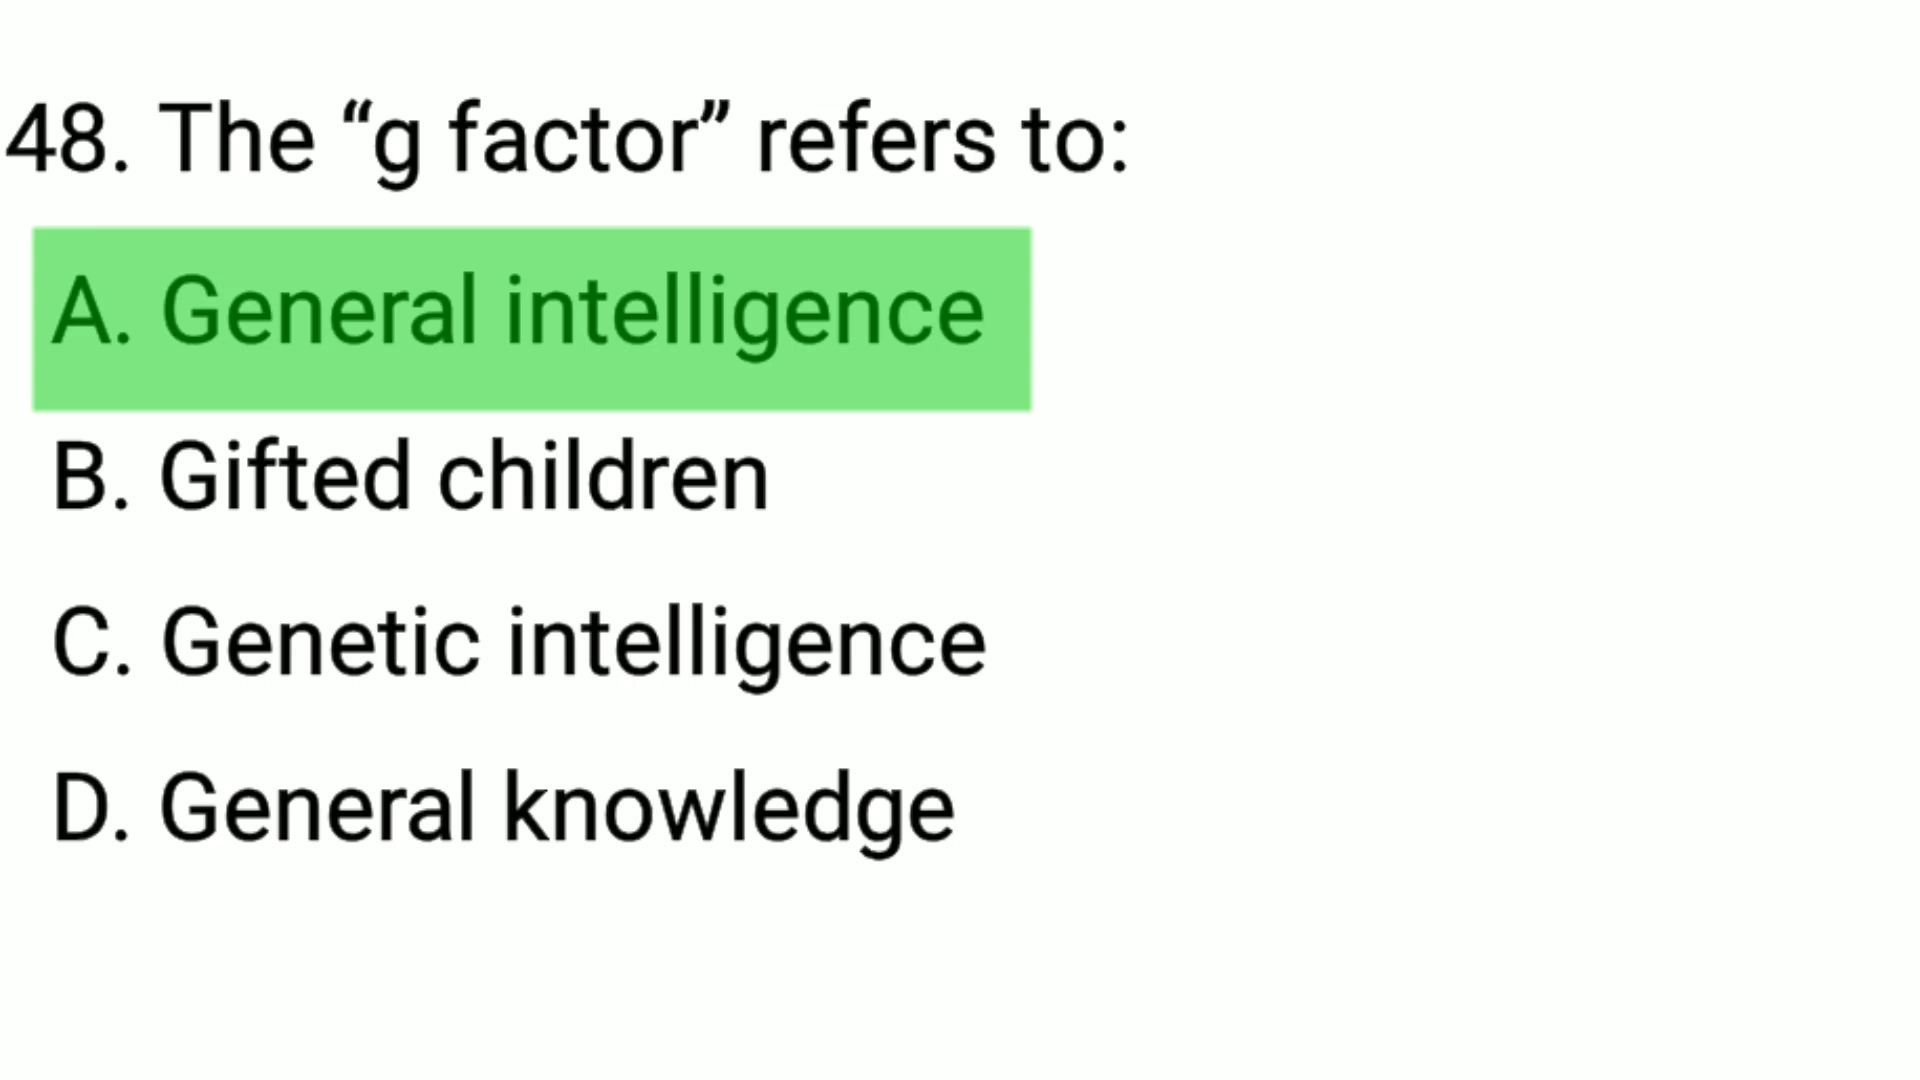 48. The “g factor” refers to:
A. General intelligence
B. Gifted children
C. Genetic intelligence
D. General knowledge